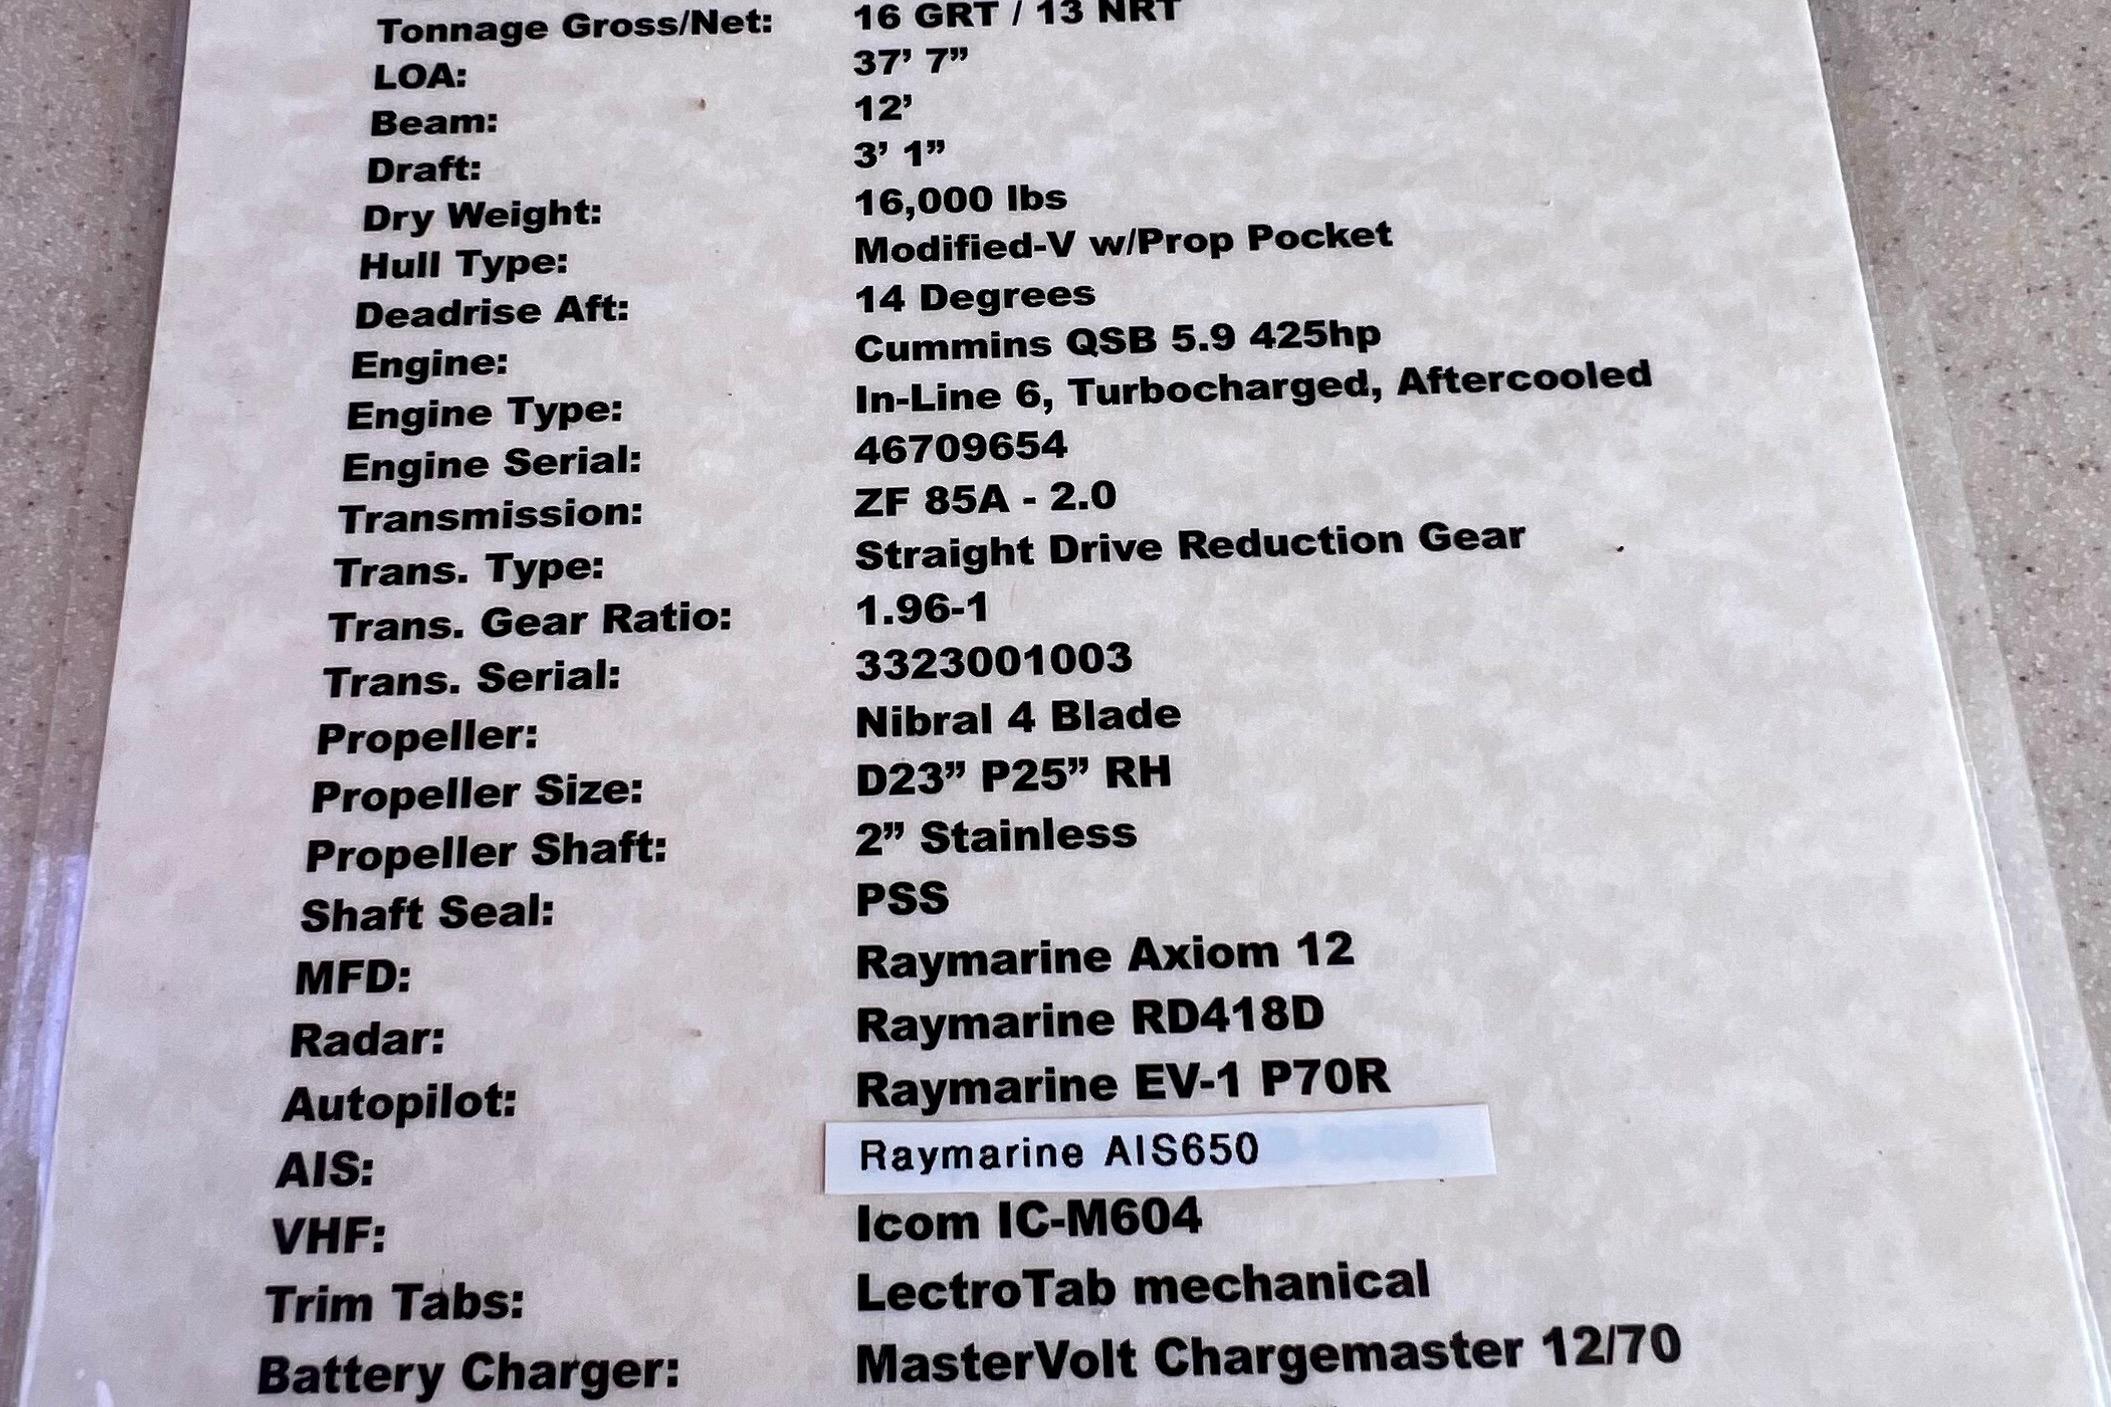 Tonnage Gross/Net: 16 GRT / 13 NRT
LOA: 37’ 7”
Beam: 12’
Draft: 3’ 1”
Dry Weight: 16,000 lbs
Hull Type: Modified-V w/Prop Pocket
Deadrise Aft: 14 Degrees
Engine: Cummins QSB 5.9 425hp
Engine Type: In-Line 6, Turbocharged, Aftercooled
Engine Serial: 46709654
Transmission: ZF 85A - 2.0
Trans. Type: Straight Drive Reduction Gear
Trans. Gear Ratio: 1.96-1
Trans. Serial: 3323001003
Propeller: Nibral 4 Blade
Propeller Size: D23” P25” RH
Propeller Shaft: 2” Stainless
Shaft Seal: PSS
MFD: Raymarine Axiom 12
Radar: Raymarine RD418D
Autopilot: Raymarine EV-1 P70R
AIS: Raymarine AIS650
VHF: Icom IC-M604
Trim Tabs: LectroTab mechanical
Battery Charger: MasterVolt Chargemaster 12/70